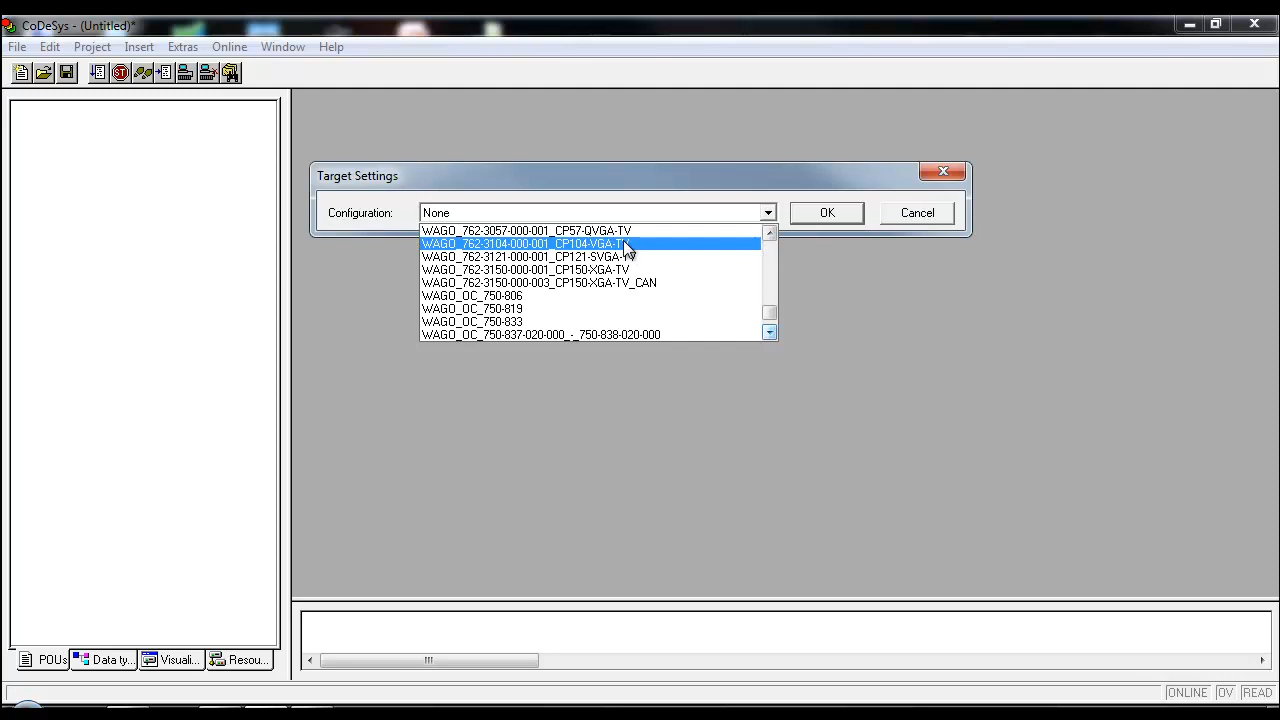 CoDeSys - (Untitled)*
File Edit Project Insert Extras Online Window Help
Target Settings
Configuration: None OK Cancel
WAGO_762-3057-000-001_CP57-QVGA-TV
WAGO_762-3104-000-001_CP104-VGA-TV
WAGO_762-3121-000-001_CP121-SVGA-TV
WAGO_762-3150-000-001_CP150-XGA-TV
WAGO_762-3150-000-003_CP150-XGA-TV_CAN
WAGO_OC_750-806
WAGO_OC_750-819
WAGO_OC_750-833
WAGO_OC_750-837-020-000_-_750-838-020-000
POUs Data ty... Visuali... Resou...
ONLINE OV READ